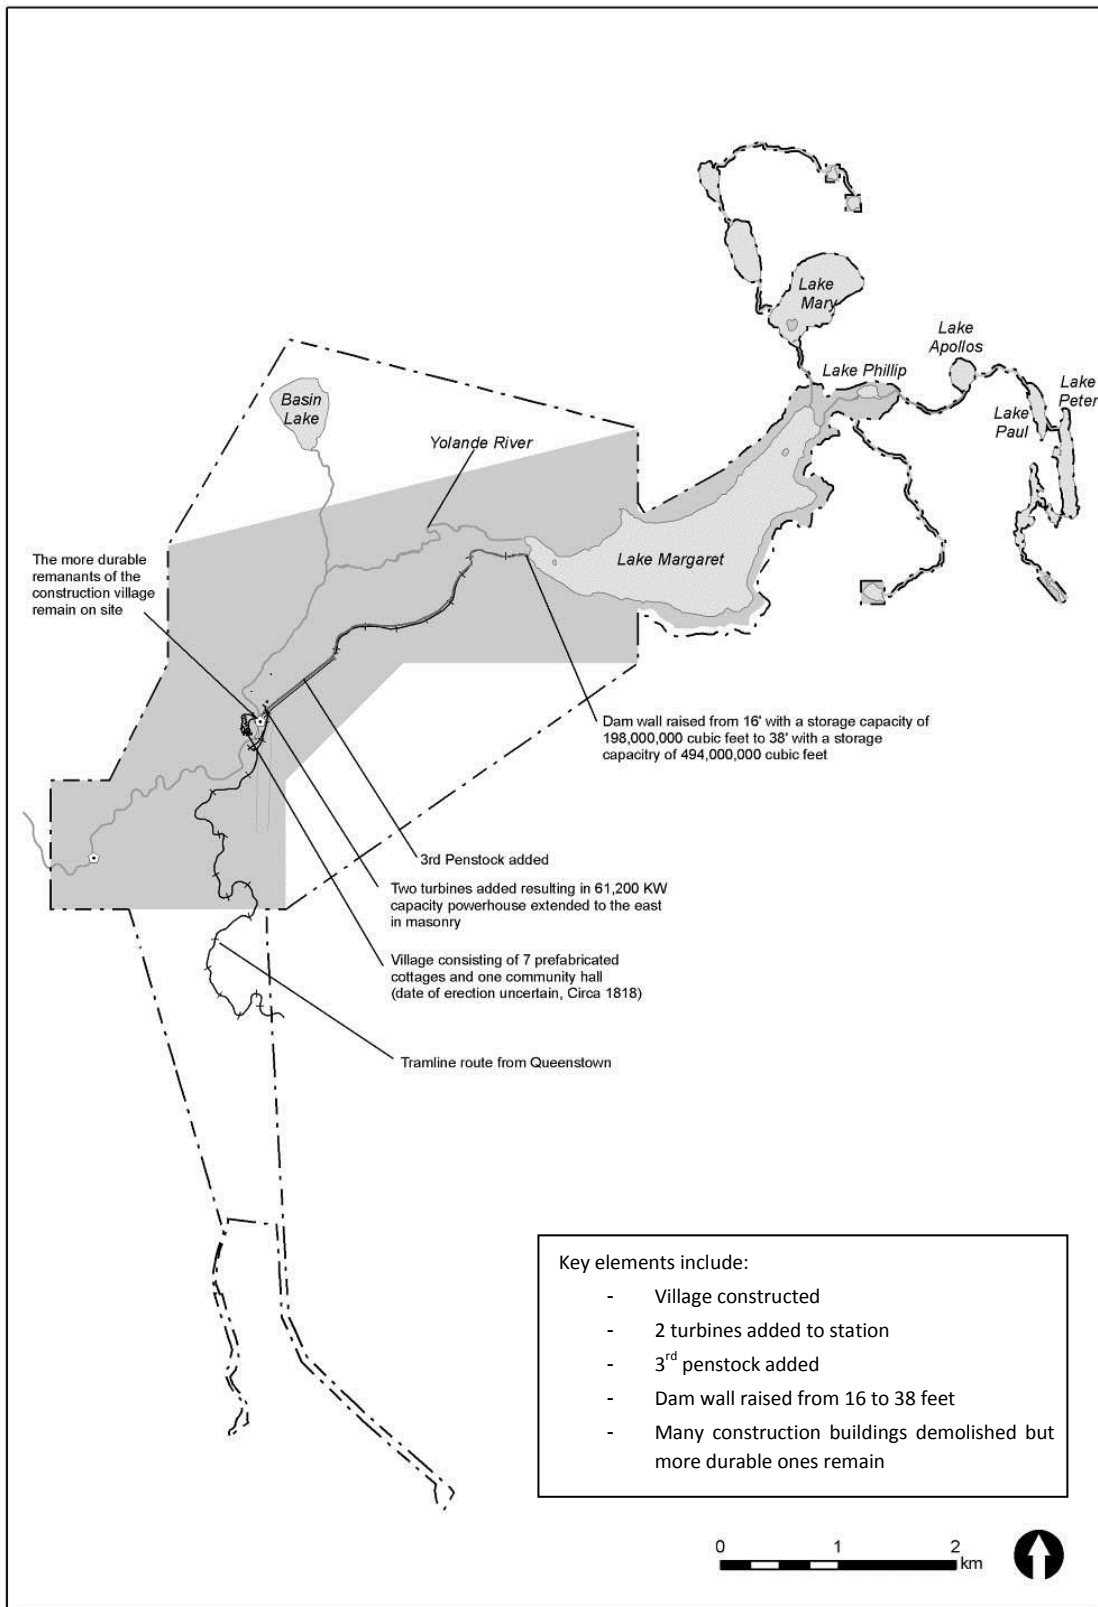 Lake
Mary
Lake
Apollos
Lake Phillip
Lake
Peter
Lake
Paul
Basin
Lake
Yolande River
Lake Margaret
The more durable
remanants of the
construction village
remain on site
Dam wall raised from 16' with a storage capacity of
198,000,000 cubic feet to 38' with a storage
capacitry of 494,000,000 cubic feet
3rd Penstock added
Two turbines added resulting in 61,200 KW
capacity powerhouse extended to the east
in masonry
Village consisting of 7 prefabricated
cottages and one community hall
(date of erection uncertain, Circa 1818)
Tramline route from Queenstown
Key elements include:
- Village constructed
- 2 turbines added to station
- 3rd penstock added
- Dam wall raised from 16 to 38 feet
- Many construction buildings demolished but
more durable ones remain
0 1 2
km